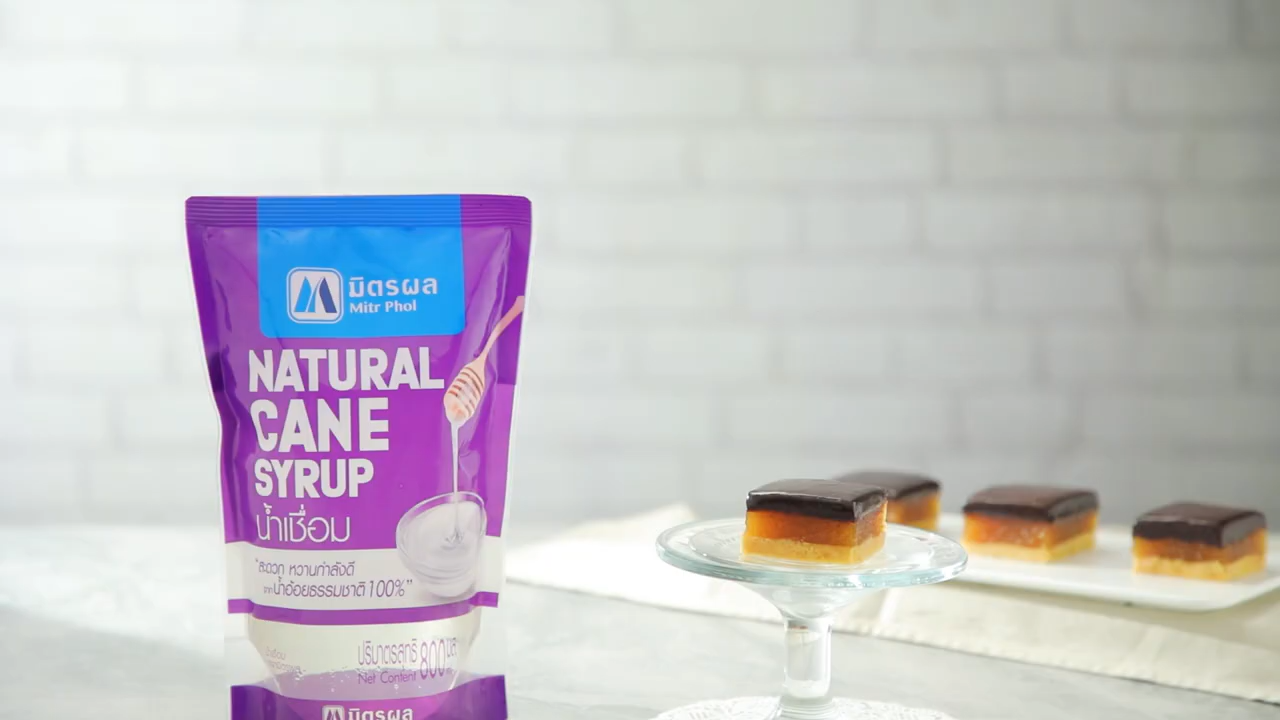 มิตรผล
Mitr Phol
NATURAL
CANE
SYRUP
น้ำเชื่อม
"สะดวก หวานกำลังดี
จาก น้ำอ้อยธรรมชาติ 100%"
ปริมาตรสุทธิ 800 มล
Net Content
มิตรผล